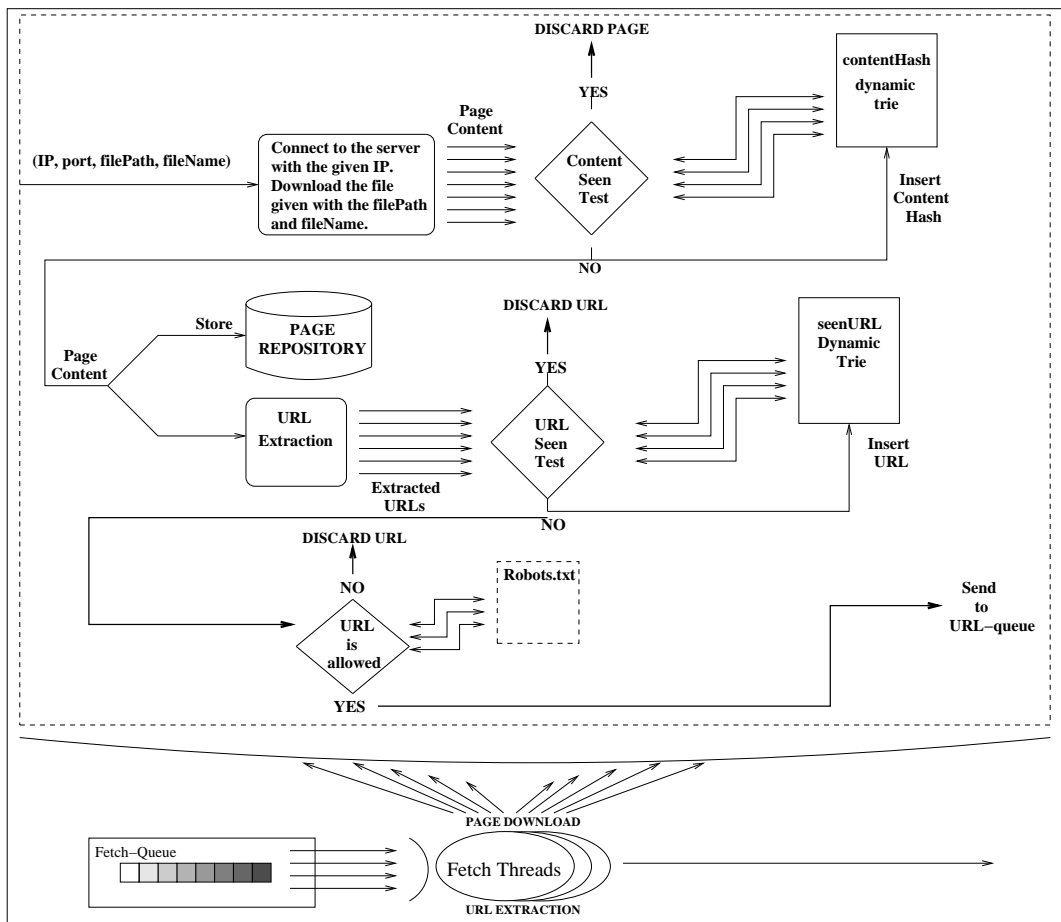 DISCARD PAGE
YES
contentHash
dynamic
trie
Page
Content
(IP, port, filePath, fileName)
Connect to the server
with the given IP.
Download the file
given with the filePath
and fileName.
Content
Seen
Test
Insert
Content
Hash
NO
DISCARD URL
Store
PAGE
REPOSITORY
seenURL
Dynamic
Trie
Page
Content
YES
URL
Extraction
URL
Seen
Test
Insert
URL
Extracted
URLs
NO
DISCARD URL
NO
Robots.txt
URL
is
allowed
Send
to
URL−queue
YES
PAGE DOWNLOAD
Fetch−Queue
Fetch Threads
URL EXTRACTION